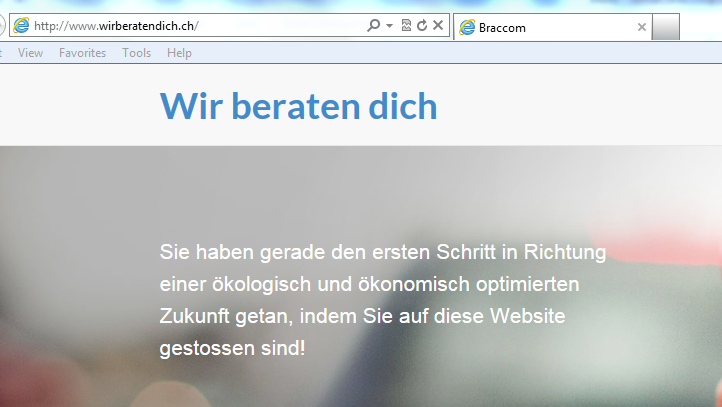 http://www.wirberatendich.ch/
Braccom
View Favorites Tools Help
Wir beraten dich
Sie haben gerade den ersten Schritt in Richtung
einer ökologisch und ökonomisch optimierten
Zukunft getan, indem Sie auf diese Website
gestossen sind!